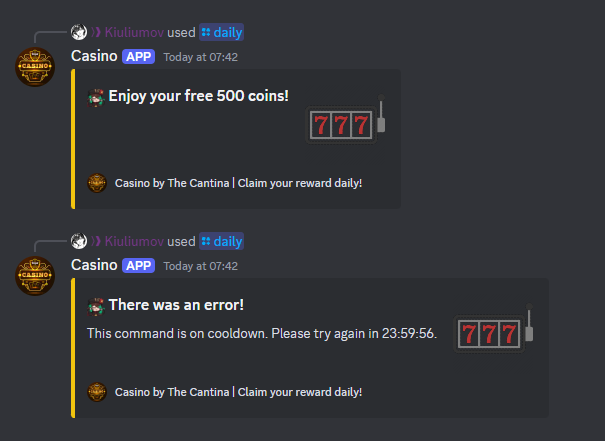 Kiuliumov used daily
Casino APP Today at 07:42
Enjoy your free 500 coins!
777
Casino by The Cantina | Claim your reward daily!
Kiuliumov used daily
Casino APP Today at 07:42
There was an error!
This command is on cooldown. Please try again in 23:59:56.
777
Casino by The Cantina | Claim your reward daily!
CASINO
CASINO